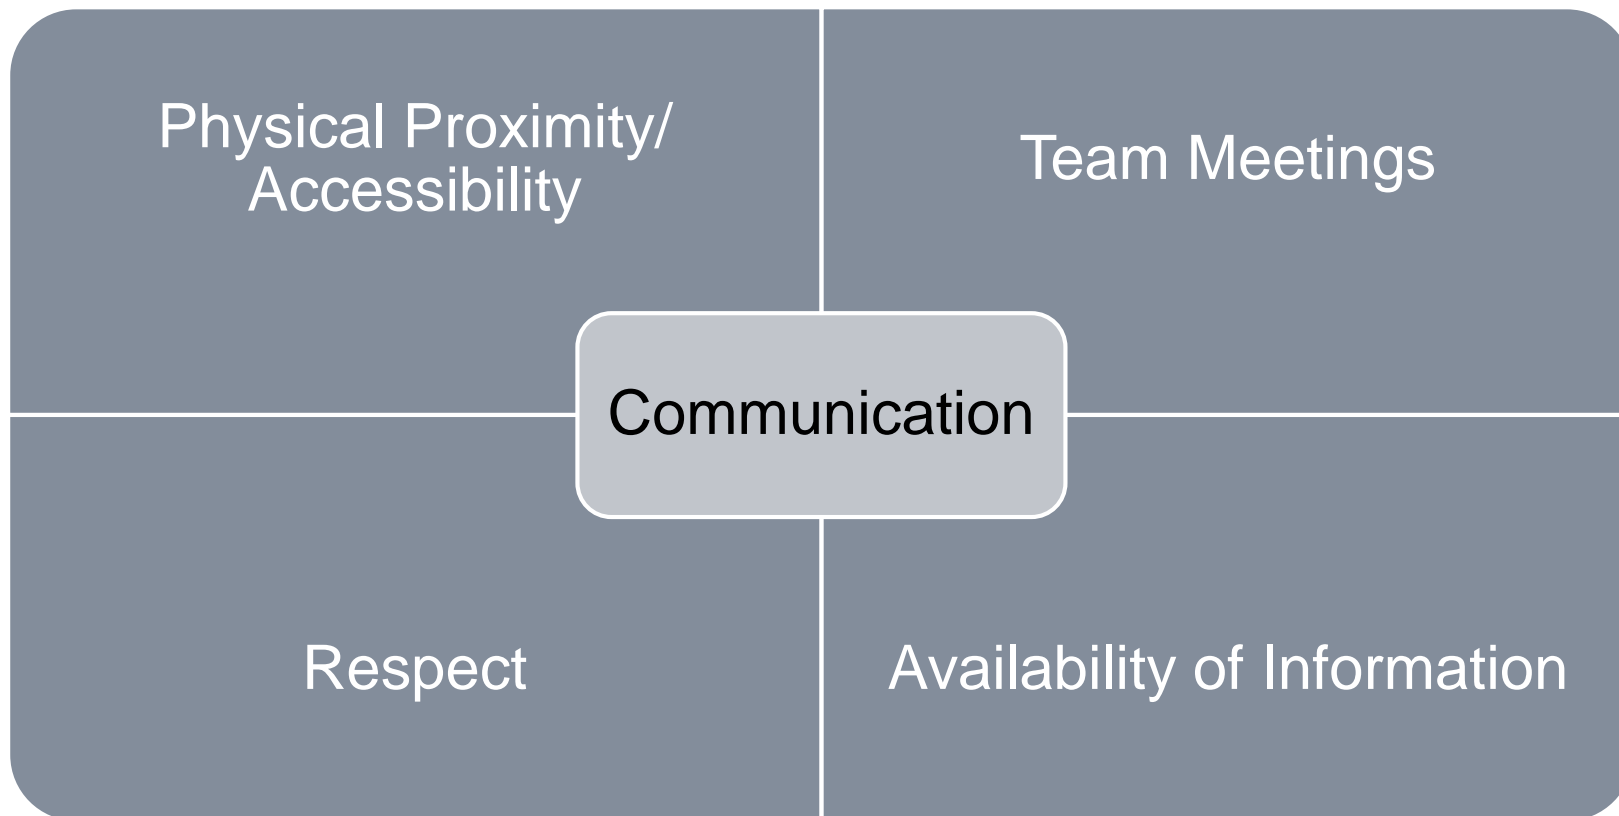 Physical Proximity/
Accessibility
Team Meetings
Communication
Respect
Availability of Information